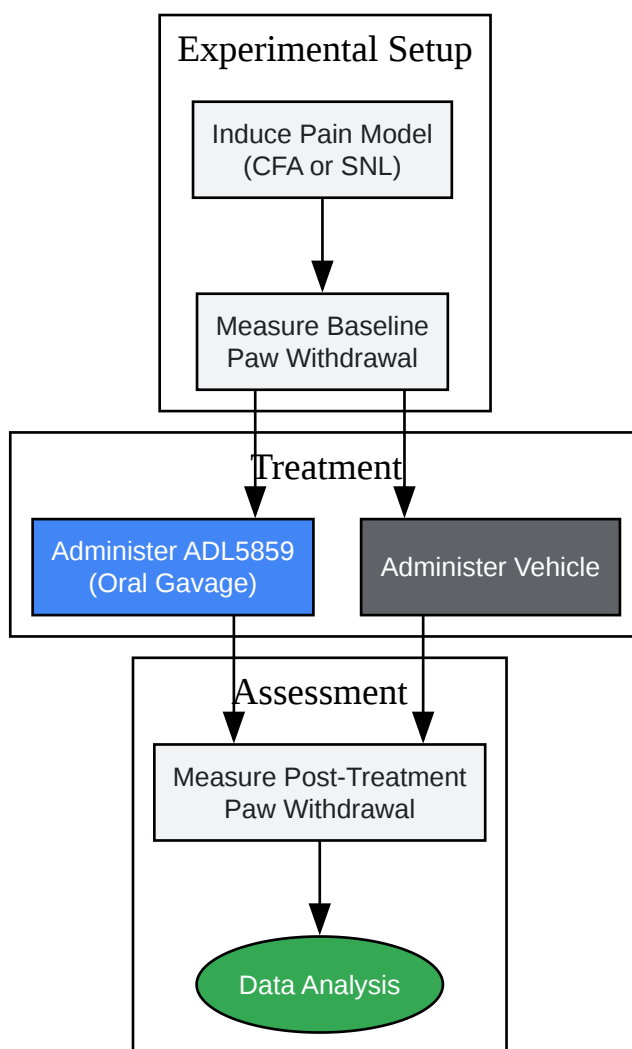 Experimental Setup
Induce Pain Model
(CFA or SNL)
Measure Baseline
Paw Withdrawal
Treatment
Administer ADL5859
(Oral Gavage)
Administer Vehicle
Assessment
Measure Post-Treatment
Paw Withdrawal
Data Analysis